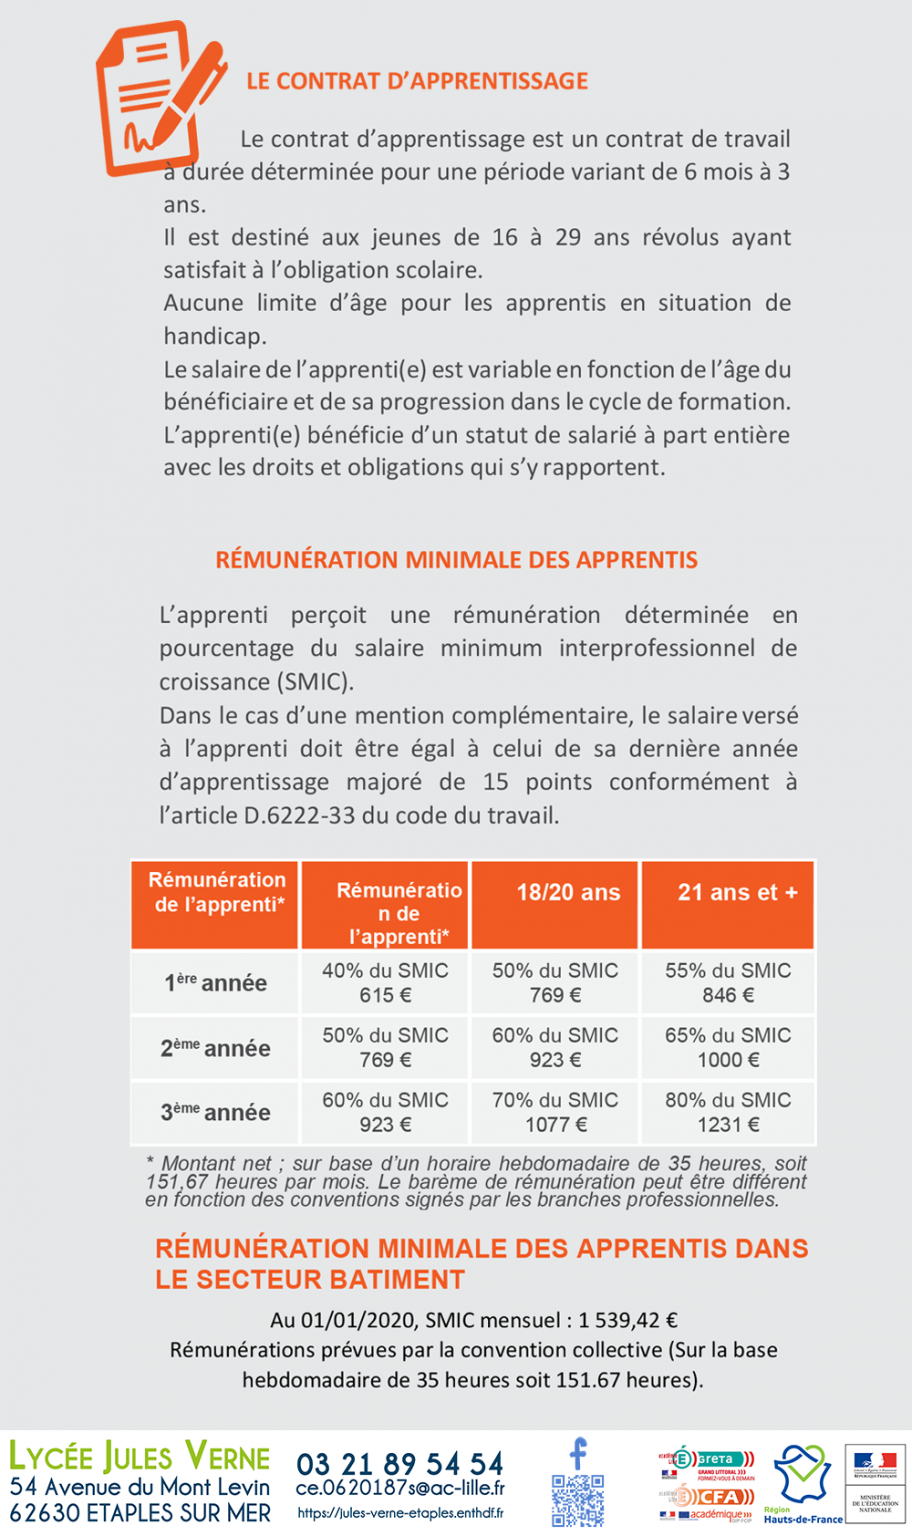 LE CONTRAT D’APPRENTISSAGE
Le contrat d’apprentissage est un contrat de travail
à durée déterminée pour une période variant de 6 mois à 3
ans.
Il est destiné aux jeunes de 16 à 29 ans révolus ayant
satisfait à l’obligation scolaire.
Aucune limite d’âge pour les apprentis en situation de
handicap.
Le salaire de l’apprenti(e) est variable en fonction de l’âge du
bénéficiaire et de sa progression dans le cycle de formation.
L’apprenti(e) bénéficie d’un statut de salarié à part entière
avec les droits et obligations qui s’y rapportent.
RÉMUNÉRATION MINIMALE DES APPRENTIS
L’apprenti perçoit une rémunération déterminée en
pourcentage du salaire minimum interprofessionnel de
croissance (SMIC).
Dans le cas d’une mention complémentaire, le salaire versé
à l’apprenti doit être égal à celui de sa dernière année
d’apprentissage majoré de 15 points conformément à
l’article D.6222-33 du code du travail.
Rémunération
de l’apprenti*
Rémunératio
n de
l’apprenti*
18/20 ans
21 ans et +
1ère année
40% du SMIC
615 €
50% du SMIC
769 €
55% du SMIC
846 €
2ème année
50% du SMIC
769 €
60% du SMIC
923 €
65% du SMIC
1000 €
3ème année
60% du SMIC
923 €
70% du SMIC
1077 €
80% du SMIC
1231 €
* Montant net ; sur base d’un horaire hebdomadaire de 35 heures, soit
151,67 heures par mois. Le barème de rémunération peut être différent
en fonction des conventions signés par les branches professionnelles.
RÉMUNÉRATION MINIMALE DES APPRENTIS DANS
LE SECTEUR BATIMENT
Au 01/01/2020, SMIC mensuel : 1 539,42 €
Rémunérations prévues par la convention collective (Sur la base
hebdomadaire de 35 heures soit 151.67 heures).
LYCÉE JULES VERNE
54 Avenue du Mont Levin
62630 ETAPLES SUR MER
03 21 89 54 54
ce.0620187s@ac-lille.fr
https://jules-verne-etaples.enthdf.fr
f
greta
GRAND LITTORAL
FORMEZ-VOUS À DEMAIN
CFA
académique
Région
Hauts-de-France
RÉPUBLIQUE FRANÇAISE
MINISTÈRE
DE L’ÉDUCATION
NATIONALE